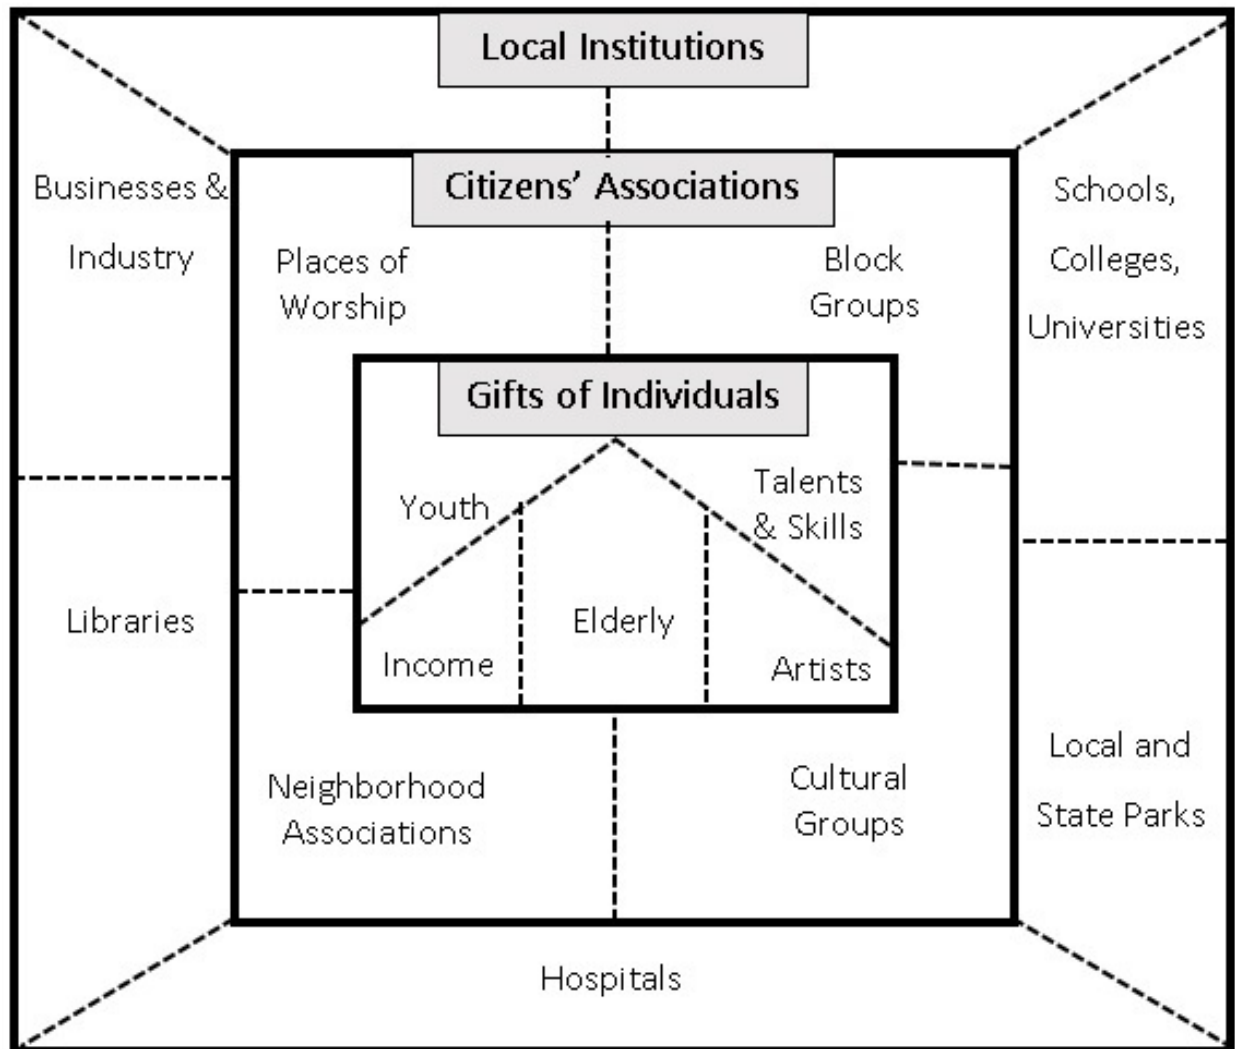 Local Institutions
Citizens’ Associations
Businesses &
Industry
Schools,
Colleges,
Universities
Places of
Worship
Block
Groups
Gifts of Individuals
Youth
Talents
& Skills
Elderly
Income
Artists
Libraries
Neighborhood
Associations
Cultural
Groups
Local and
State Parks
Hospitals